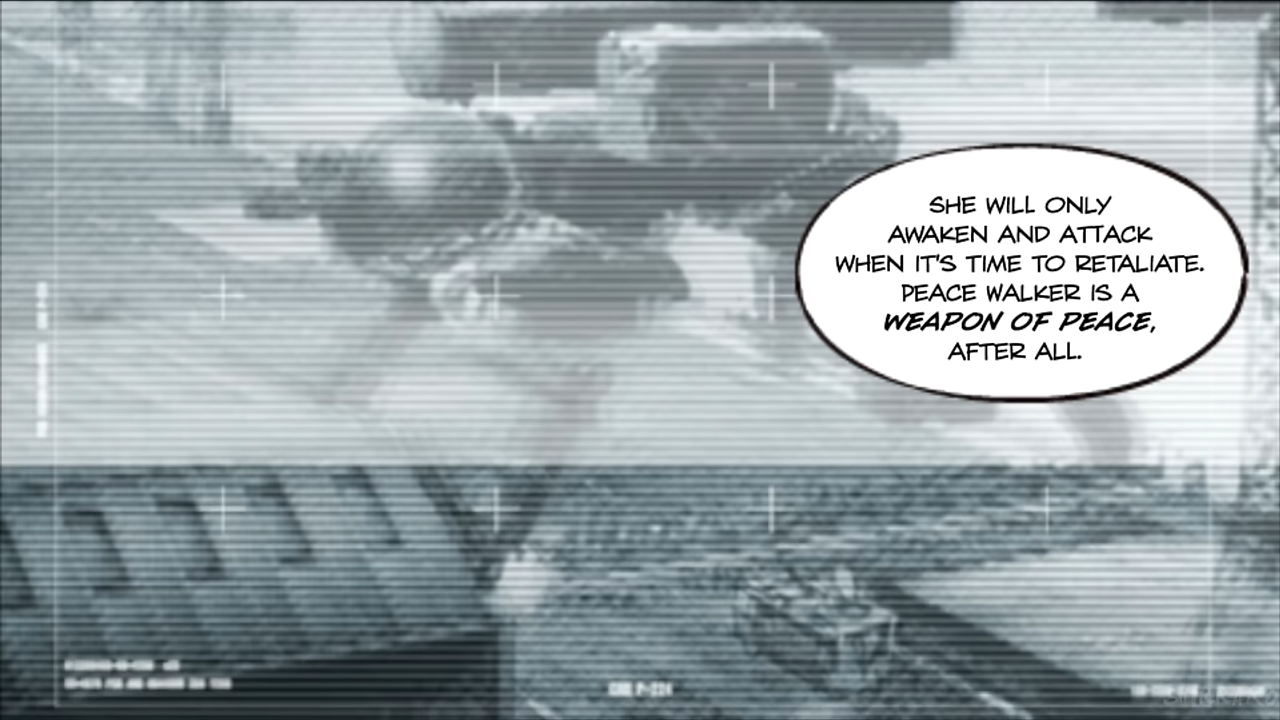 SHE WILL ONLY
AWAKEN AND ATTACK
WHEN IT'S TIME TO RETALIATE.
PEACE WALKER IS A
WEAPON OF PEACE,
AFTER ALL.